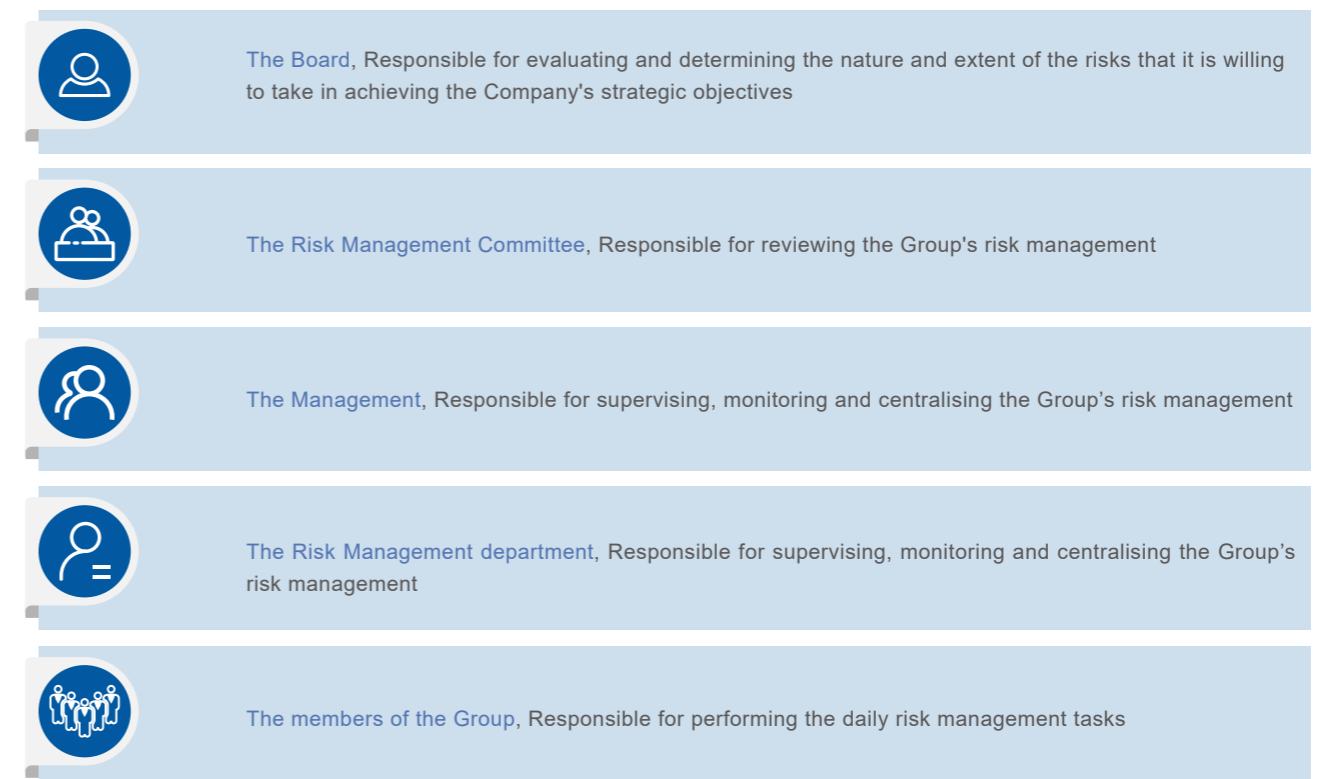 The Board, Responsible for evaluating and determining the nature and extent of the risks that it is willing
to take in achieving the Company's strategic objectives
The Risk Management Committee, Responsible for reviewing the Group's risk management
The Management, Responsible for supervising, monitoring and centralising the Group’s risk management
The Risk Management department, Responsible for supervising, monitoring and centralising the Group’s
risk management
The members of the Group, Responsible for performing the daily risk management tasks